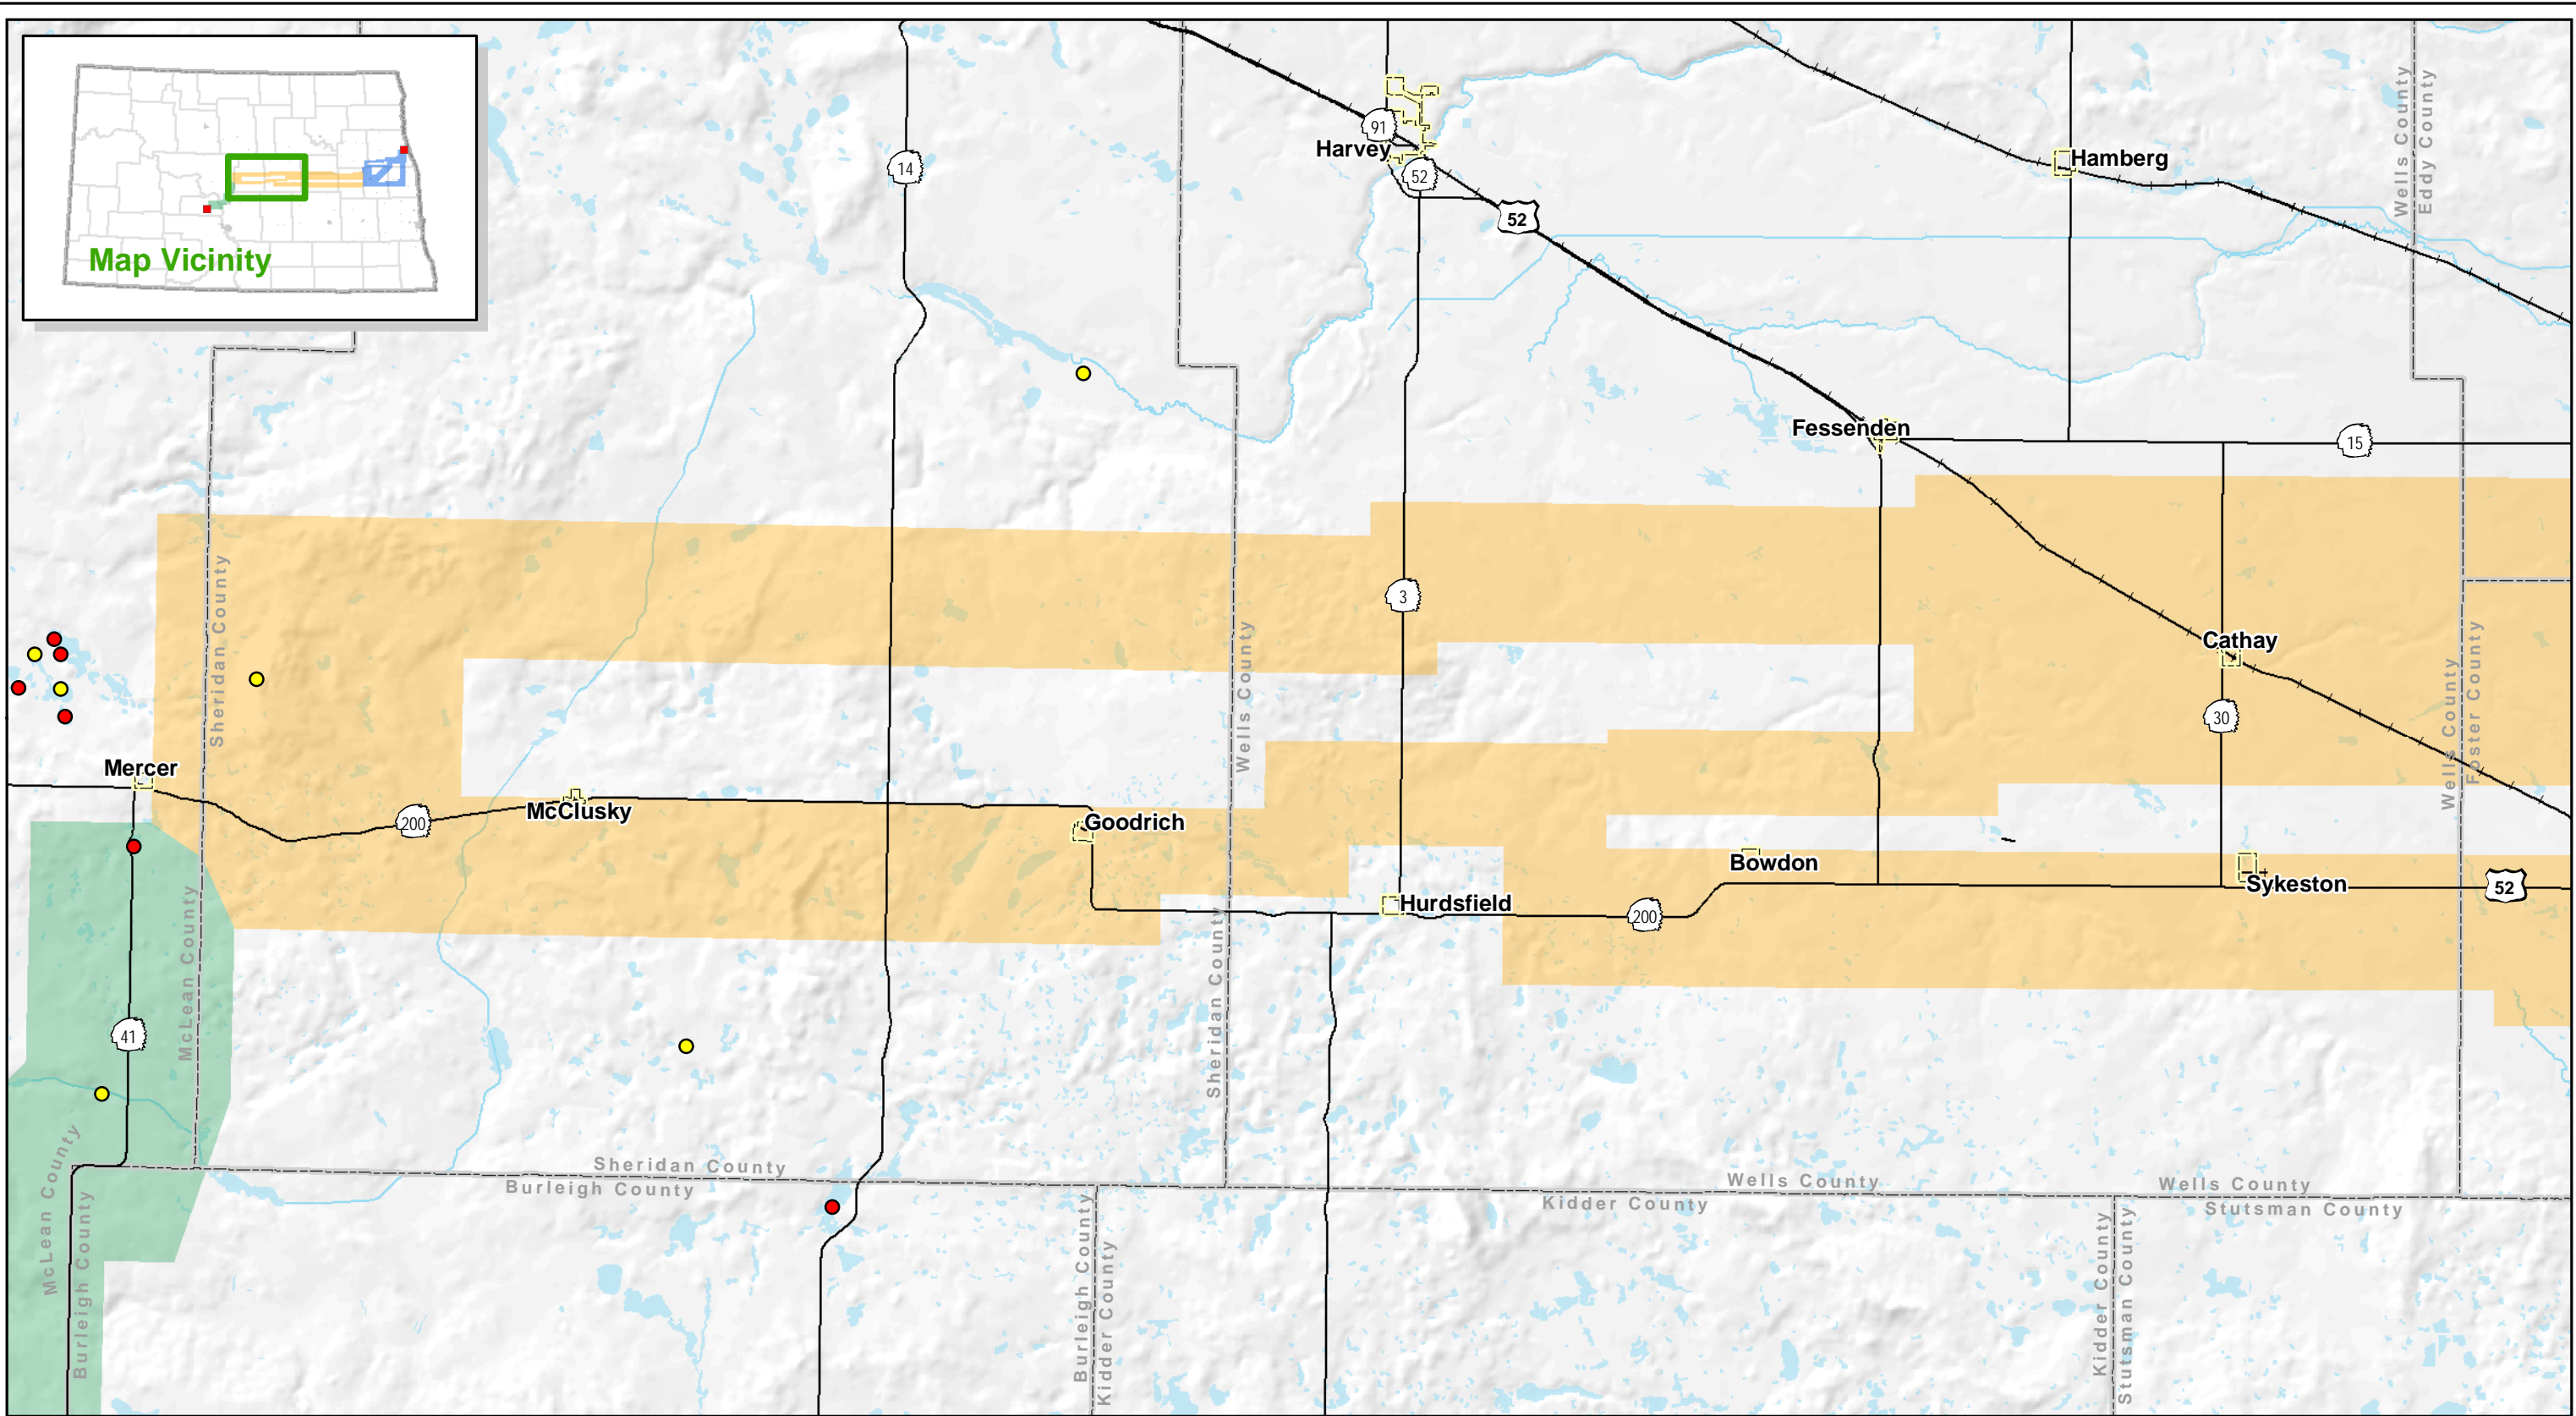 Map Vicinity
14
91
Harvey
52
52
Hamberg
Wells County
Eddy County
Fessenden
15
Sheridan County
3
Wells County
Cathay
30
Wells County
Foster County
Mercer
200
McClusky
Goodrich
Bowdon
Sykeston
52
Hurdsfield
200
41
McLean County
Sheridan County
McLean County
Burleigh County
Sheridan County
Burleigh County
Burleigh County
Kidder County
Wells County
Kidder County
Wells County
Stutsman County
Kidder County
Stutsman County